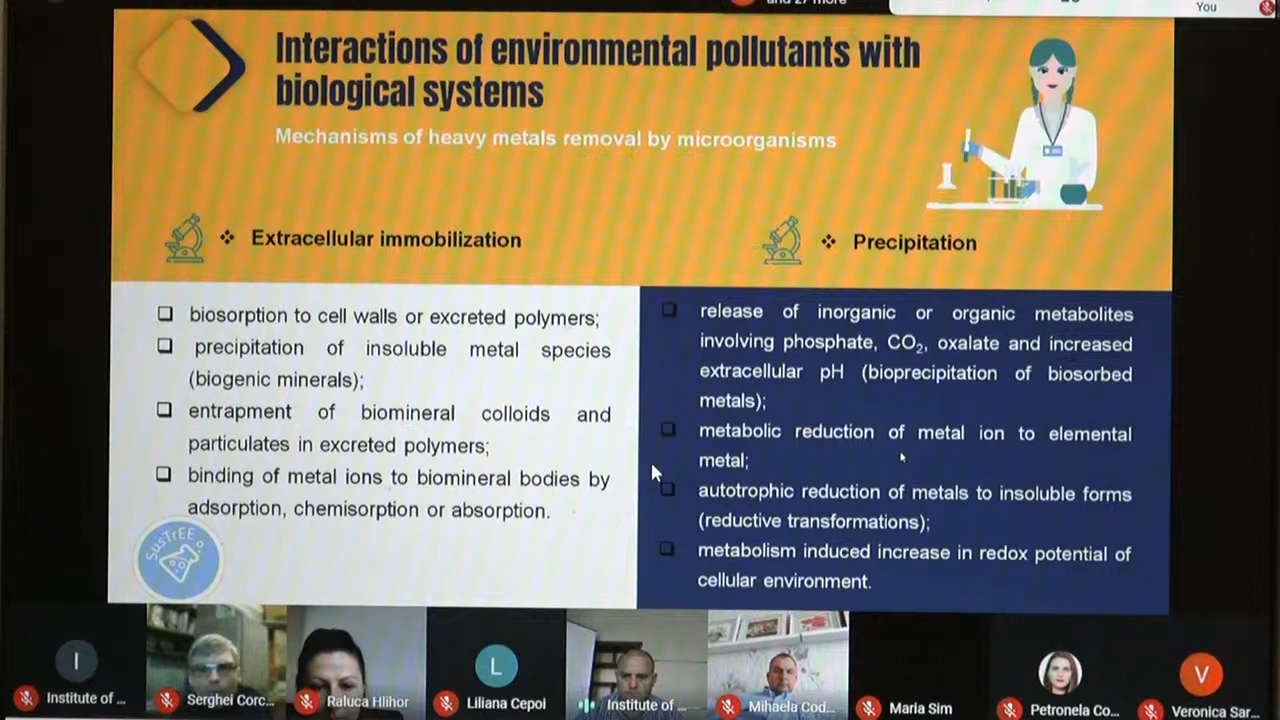 and 27 more
You
Interactions of environmental pollutants with
biological systems
Mechanisms of heavy metals removal by microorganisms
❖ Extracellular immobilization
❖ Precipitation
❑ biosorption to cell walls or excreted polymers;
❑ precipitation of insoluble metal species
(biogenic minerals);
❑ entrapment of biomineral colloids and
particulates in excreted polymers;
❑ binding of metal ions to biomineral bodies by
adsorption, chemisorption or absorption.
❑ release of inorganic or organic metabolites
involving phosphate, CO₂, oxalate and increased
extracellular pH (bioprecipitation of biosorbed
metals);
❑ metabolic reduction of metal ion to elemental
metal;
❑ autotrophic reduction of metals to insoluble forms
(reductive transformations);
❑ metabolism induced increase in redox potential of
cellular environment.
SusTrEE
I
L
V
Institute of ...
Serghei Corc...
Raluca Hlihor
Liliana Cepoi
Institute of ...
Mihaela Cod...
Maria Sim
Petronela Co...
Veronica Sar...